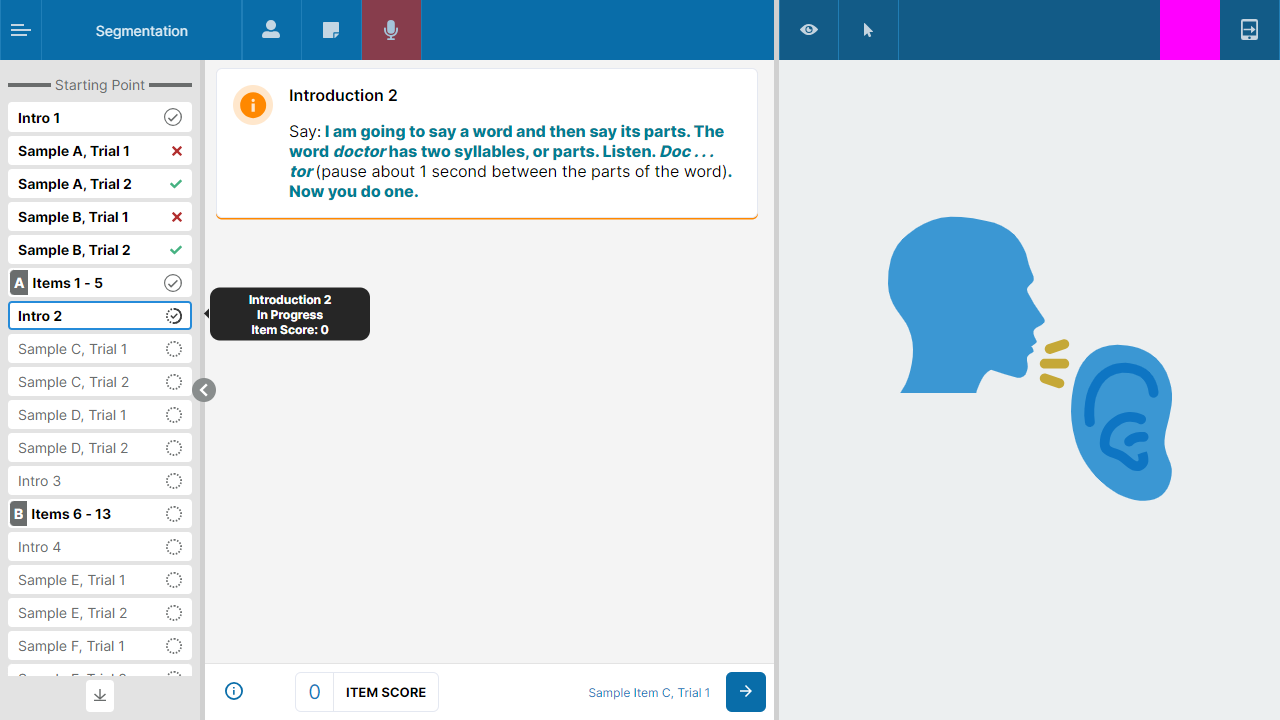 Segmentation
Starting Point
Intro 1
Sample A, Trial 1
Sample A, Trial 2
Sample B, Trial 1
Sample B, Trial 2
A Items 1 - 5
Intro 2
Sample C, Trial 1
Sample C, Trial 2
Sample D, Trial 1
Sample D, Trial 2
Intro 3
B Items 6 - 13
Intro 4
Sample E, Trial 1
Sample E, Trial 2
Sample F, Trial 1
Introduction 2
Say: I am going to say a word and then say its parts. The
word doctor has two syllables, or parts. Listen. Doc . . .
tor (pause about 1 second between the parts of the word).
Now you do one.
Introduction 2
In Progress
Item Score: 0
0 ITEM SCORE
Sample Item C, Trial 1